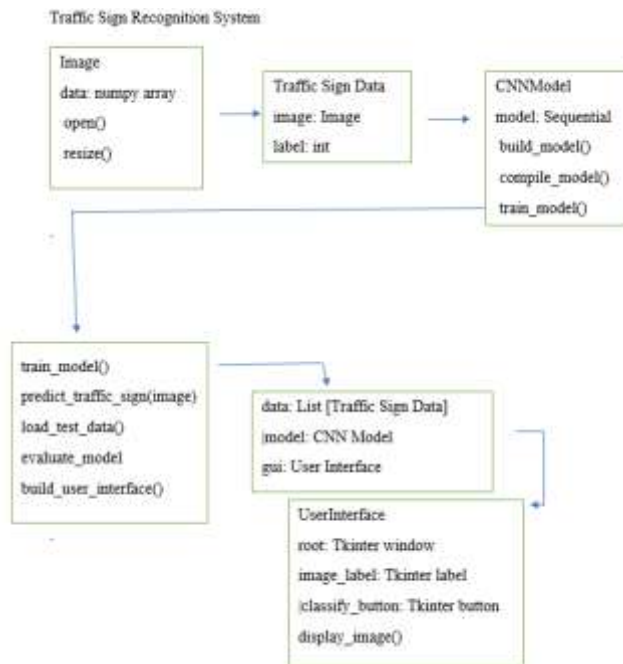 Traffic Sign Recognition System
Image
data: numpy array
open()
resize()
Traffic Sign Data
image: Image
label: int
CNNModel
model: Sequential
build_model()
compile_model()
train_model()
train_model()
predict_traffic_sign(image)
load_test_data()
evaluate_model
build_user_interface()
data: List [Traffic Sign Data]
|model: CNN Model
gui: User Interface
UserInterface
root: Tkinter window
image_label: Tkinter label
|classify_button: Tkinter button
display_image()